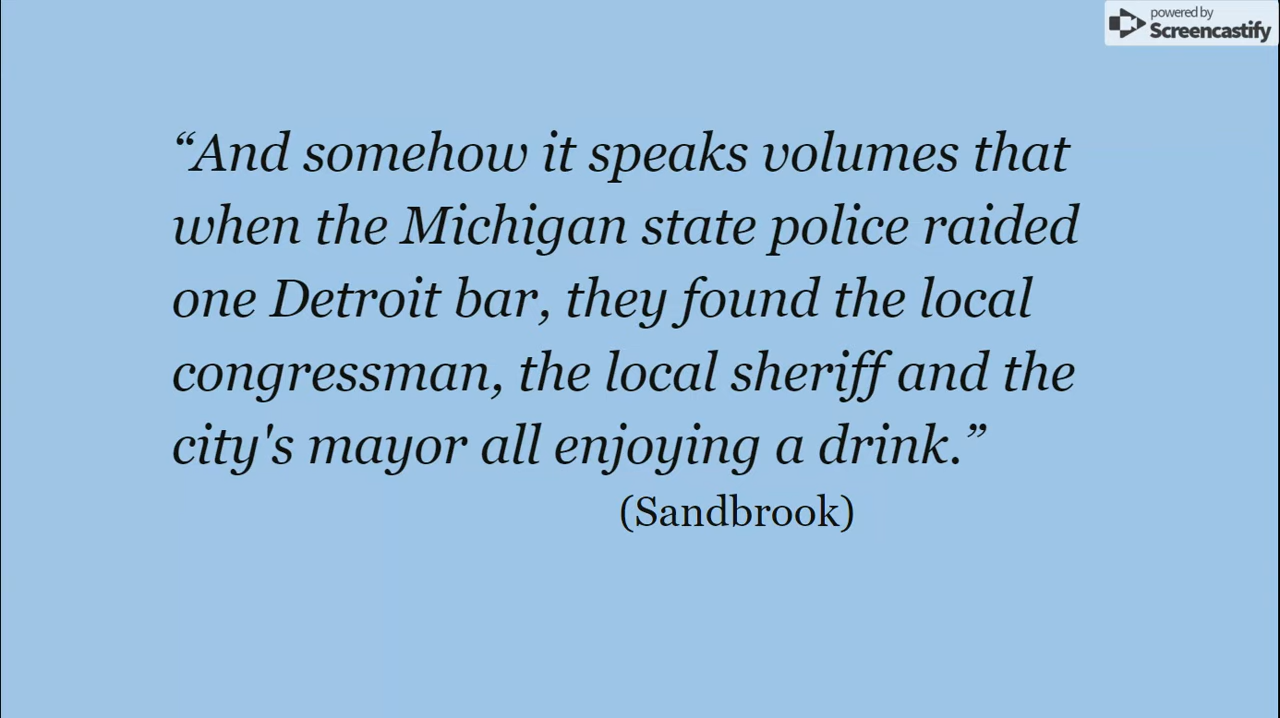 powered by
Screencastify
“And somehow it speaks volumes that
when the Michigan state police raided
one Detroit bar, they found the local
congressman, the local sheriff and the
city's mayor all enjoying a drink.”
(Sandbrook)